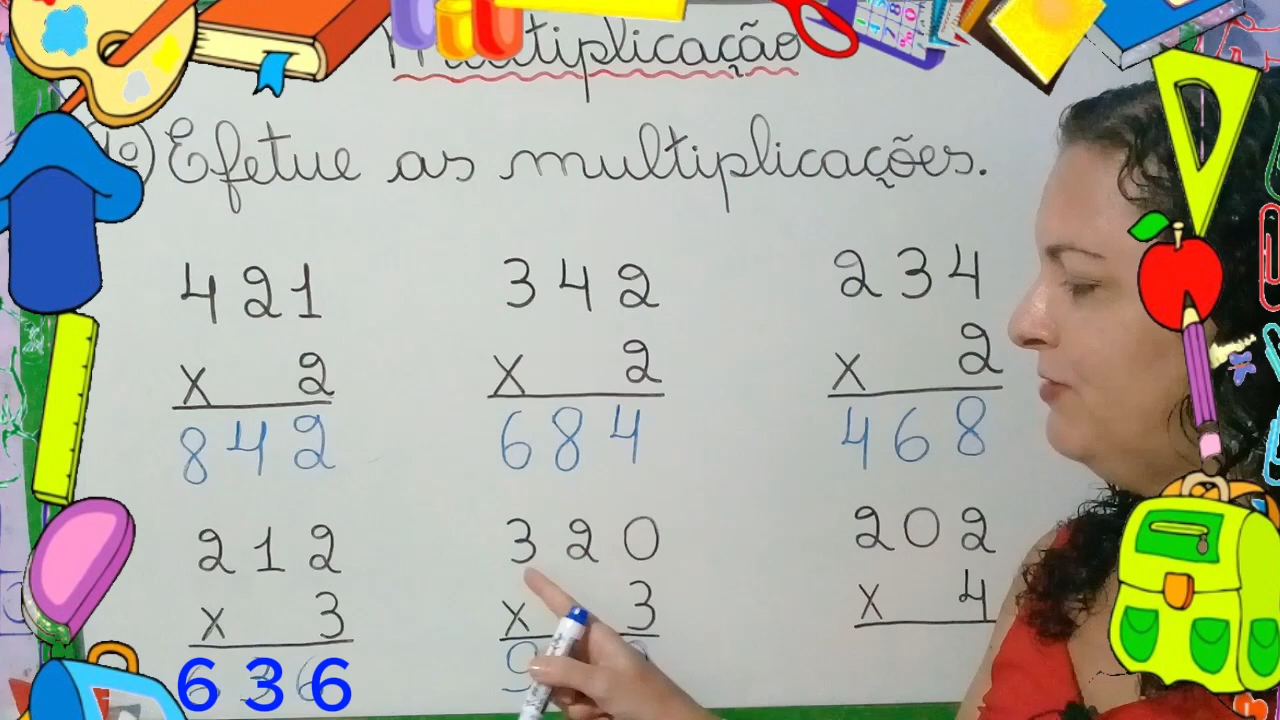 Multiplicação
1º) Efetue as multiplicações.
421 342 234
x 2 x 2 x 2
842 684 468
212 320 202
x 3 x 3 x 4
636 9